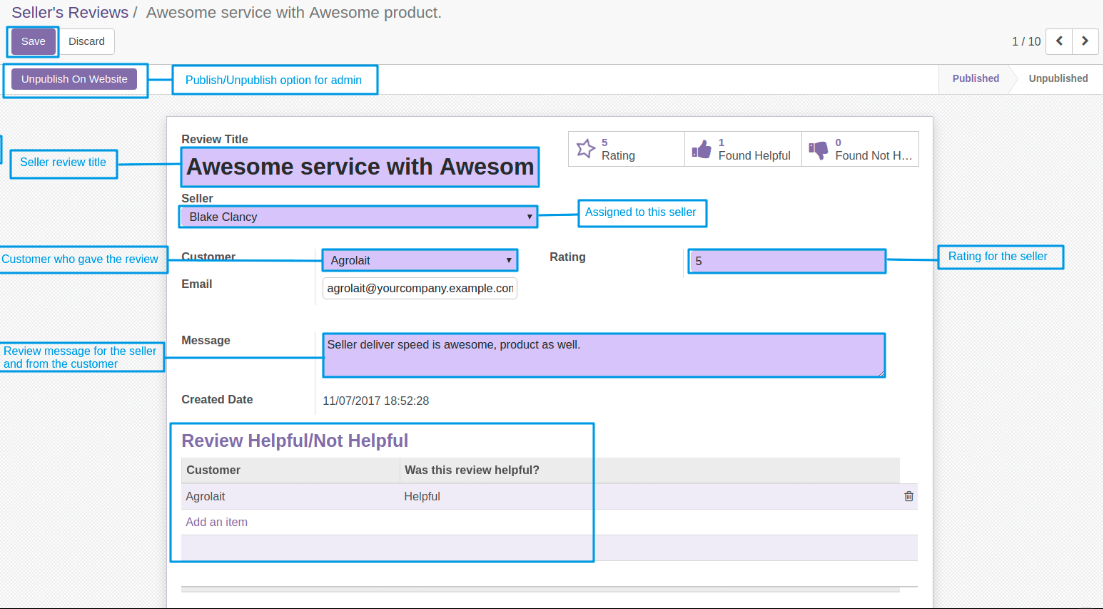 Seller's Reviews / Awesome service with Awesome product.
Save Discard
1 / 10
Unpublish On Website
Publish/Unpublish option for admin
Published Unpublished
Review Title
5
Rating
1
Found Helpful
0
Found Not H...
Seller review title
Awesome service with Awesom
Seller
Blake Clancy
Assigned to this seller
Customer who gave the review
Customer
Agrolait
Rating
5
Rating for the seller
Email
agrolait@yourcompany.example.com
Message
Seller deliver speed is awesome, product as well.
Review message for the seller
and from the customer
Created Date
11/07/2017 18:52:28
Review Helpful/Not Helpful
Customer Was this review helpful?
Agrolait Helpful
Add an item